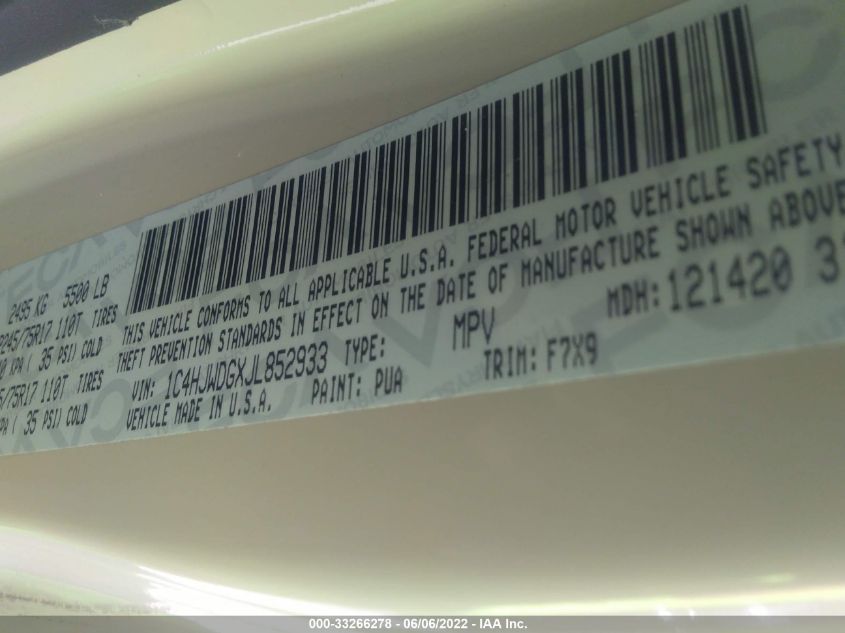 2495 KG 5500 LB
245/75R17 110T TIRES
KPA ( 35 PSI) COLD
/75R17 110T TIRES
KPA ( 35 PSI) COLD
THIS VEHICLE CONFORMS TO ALL APPLICABLE U.S.A. FEDERAL MOTOR VEHICLE SAFETY
THEFT PREVENTION STANDARDS IN EFFECT ON THE DATE OF MANUFACTURE SHOWN ABOVE
VIN: 1C4HJWDGXJL852933 TYPE: MPV MDH: 121420
VEHICLE MADE IN U.S.A. PAINT: PUA TRIM: F7X9
000-33266278 - 06/06/2022 - IAA Inc.